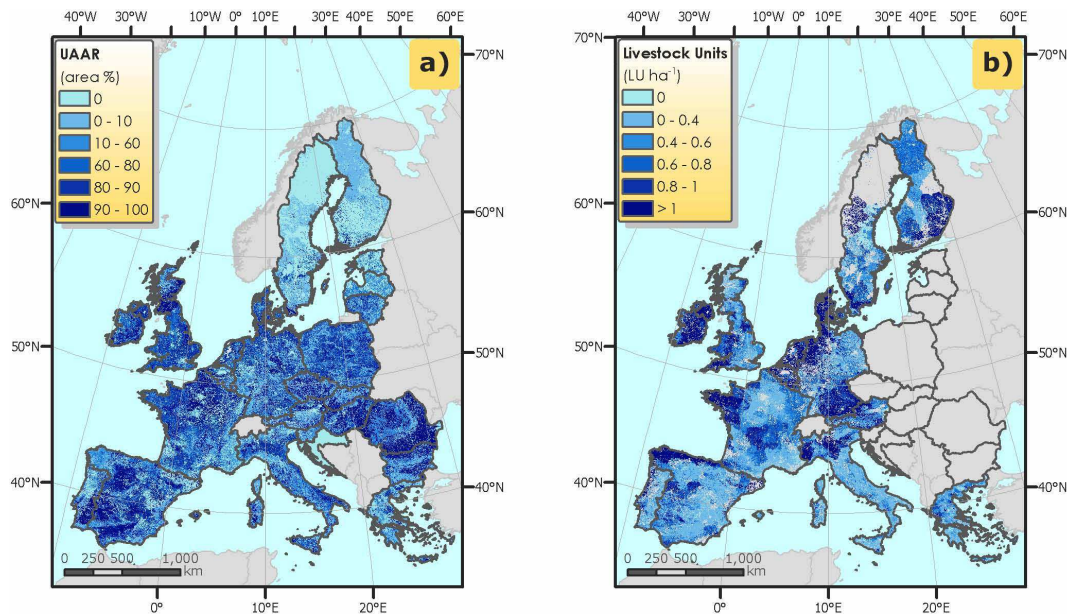 40°W 30°W 20°W 10°W 0° 10°E 20°E 30°E 40°E 50°E 60°E
UAAR
(area %)
0
0 - 10
10 - 60
60 - 80
80 - 90
90 - 100
a)
70°N
60°N
60°N
50°N
50°N
40°N
40°N
0 250 500 1,000
km
0° 10°E 20°E
40°W 30°W 20°W 10°W 0° 10°E 20°E 30°E 40°E 50°E 60°E
Livestock Units
(LU ha⁻¹)
0
0 - 0.4
0.4 - 0.6
0.6 - 0.8
0.8 - 1
> 1
b)
70°N
60°N
60°N
50°N
50°N
40°N
40°N
0 250 500 1,000
km
0° 10°E 20°E